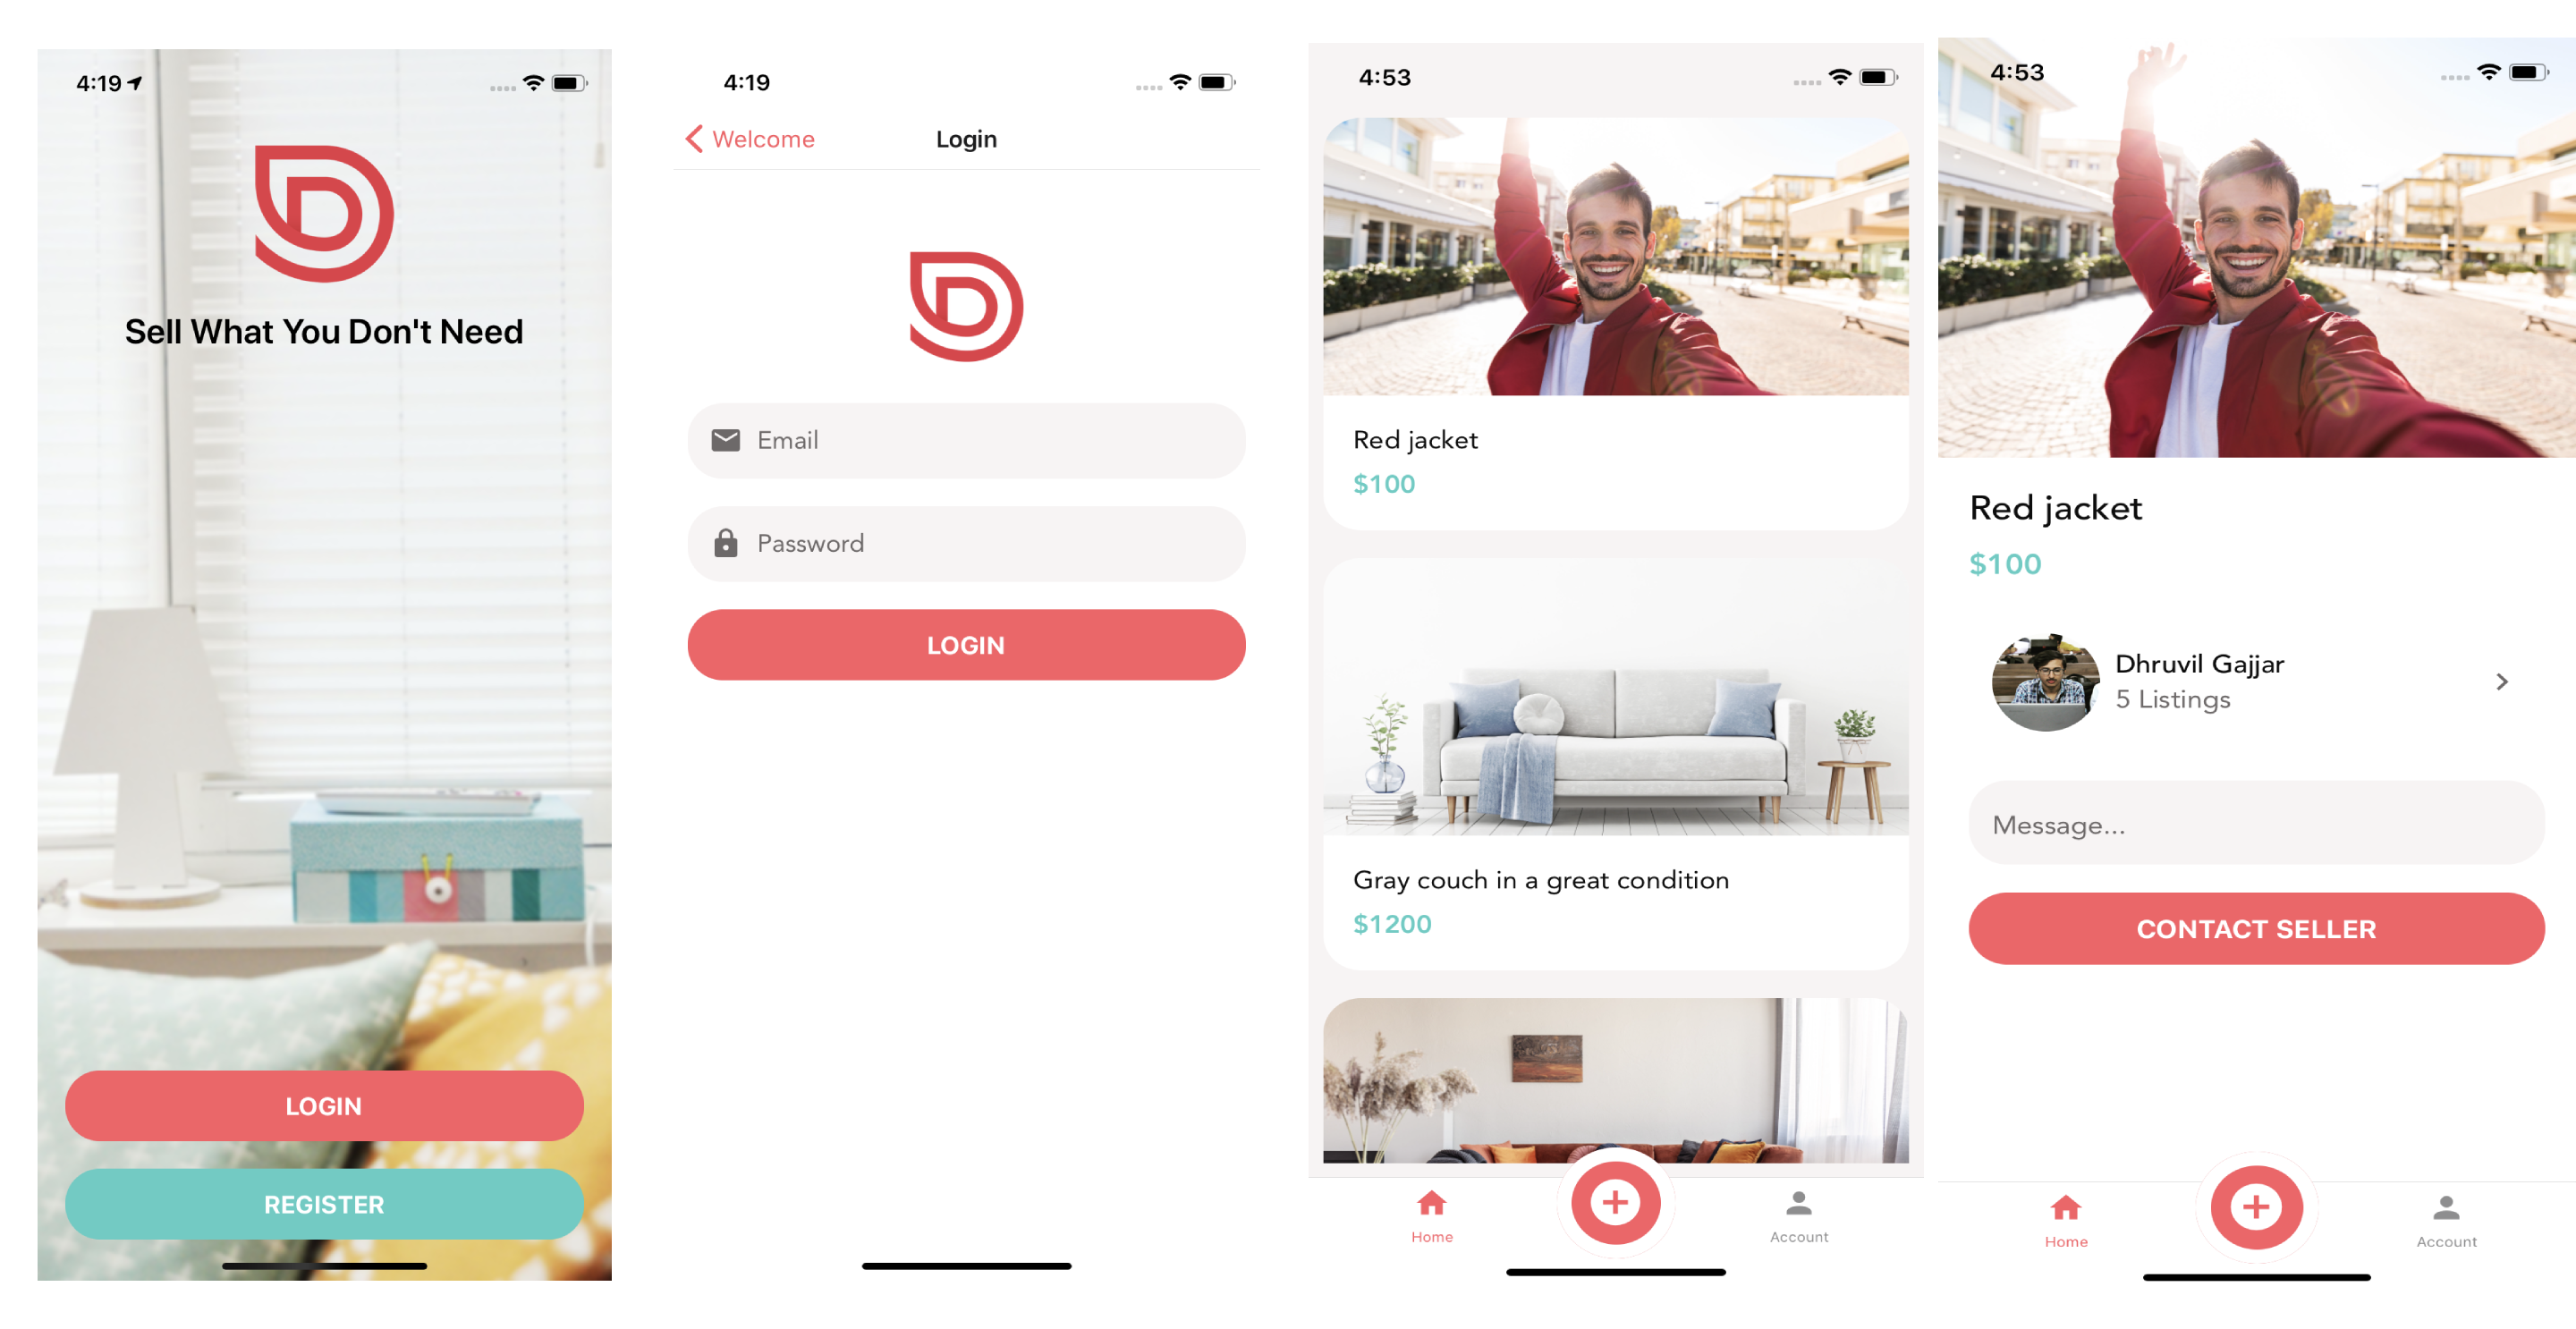 4:19
Sell What You Don't Need
LOGIN
REGISTER
4:19
Welcome
Login
Email
Password
LOGIN
4:53
Red jacket
$100
Gray couch in a great condition
$1200
Home
Account
4:53
Red jacket
$100
Dhruvil Gajjar
5 Listings
Message...
CONTACT SELLER
Home
Account